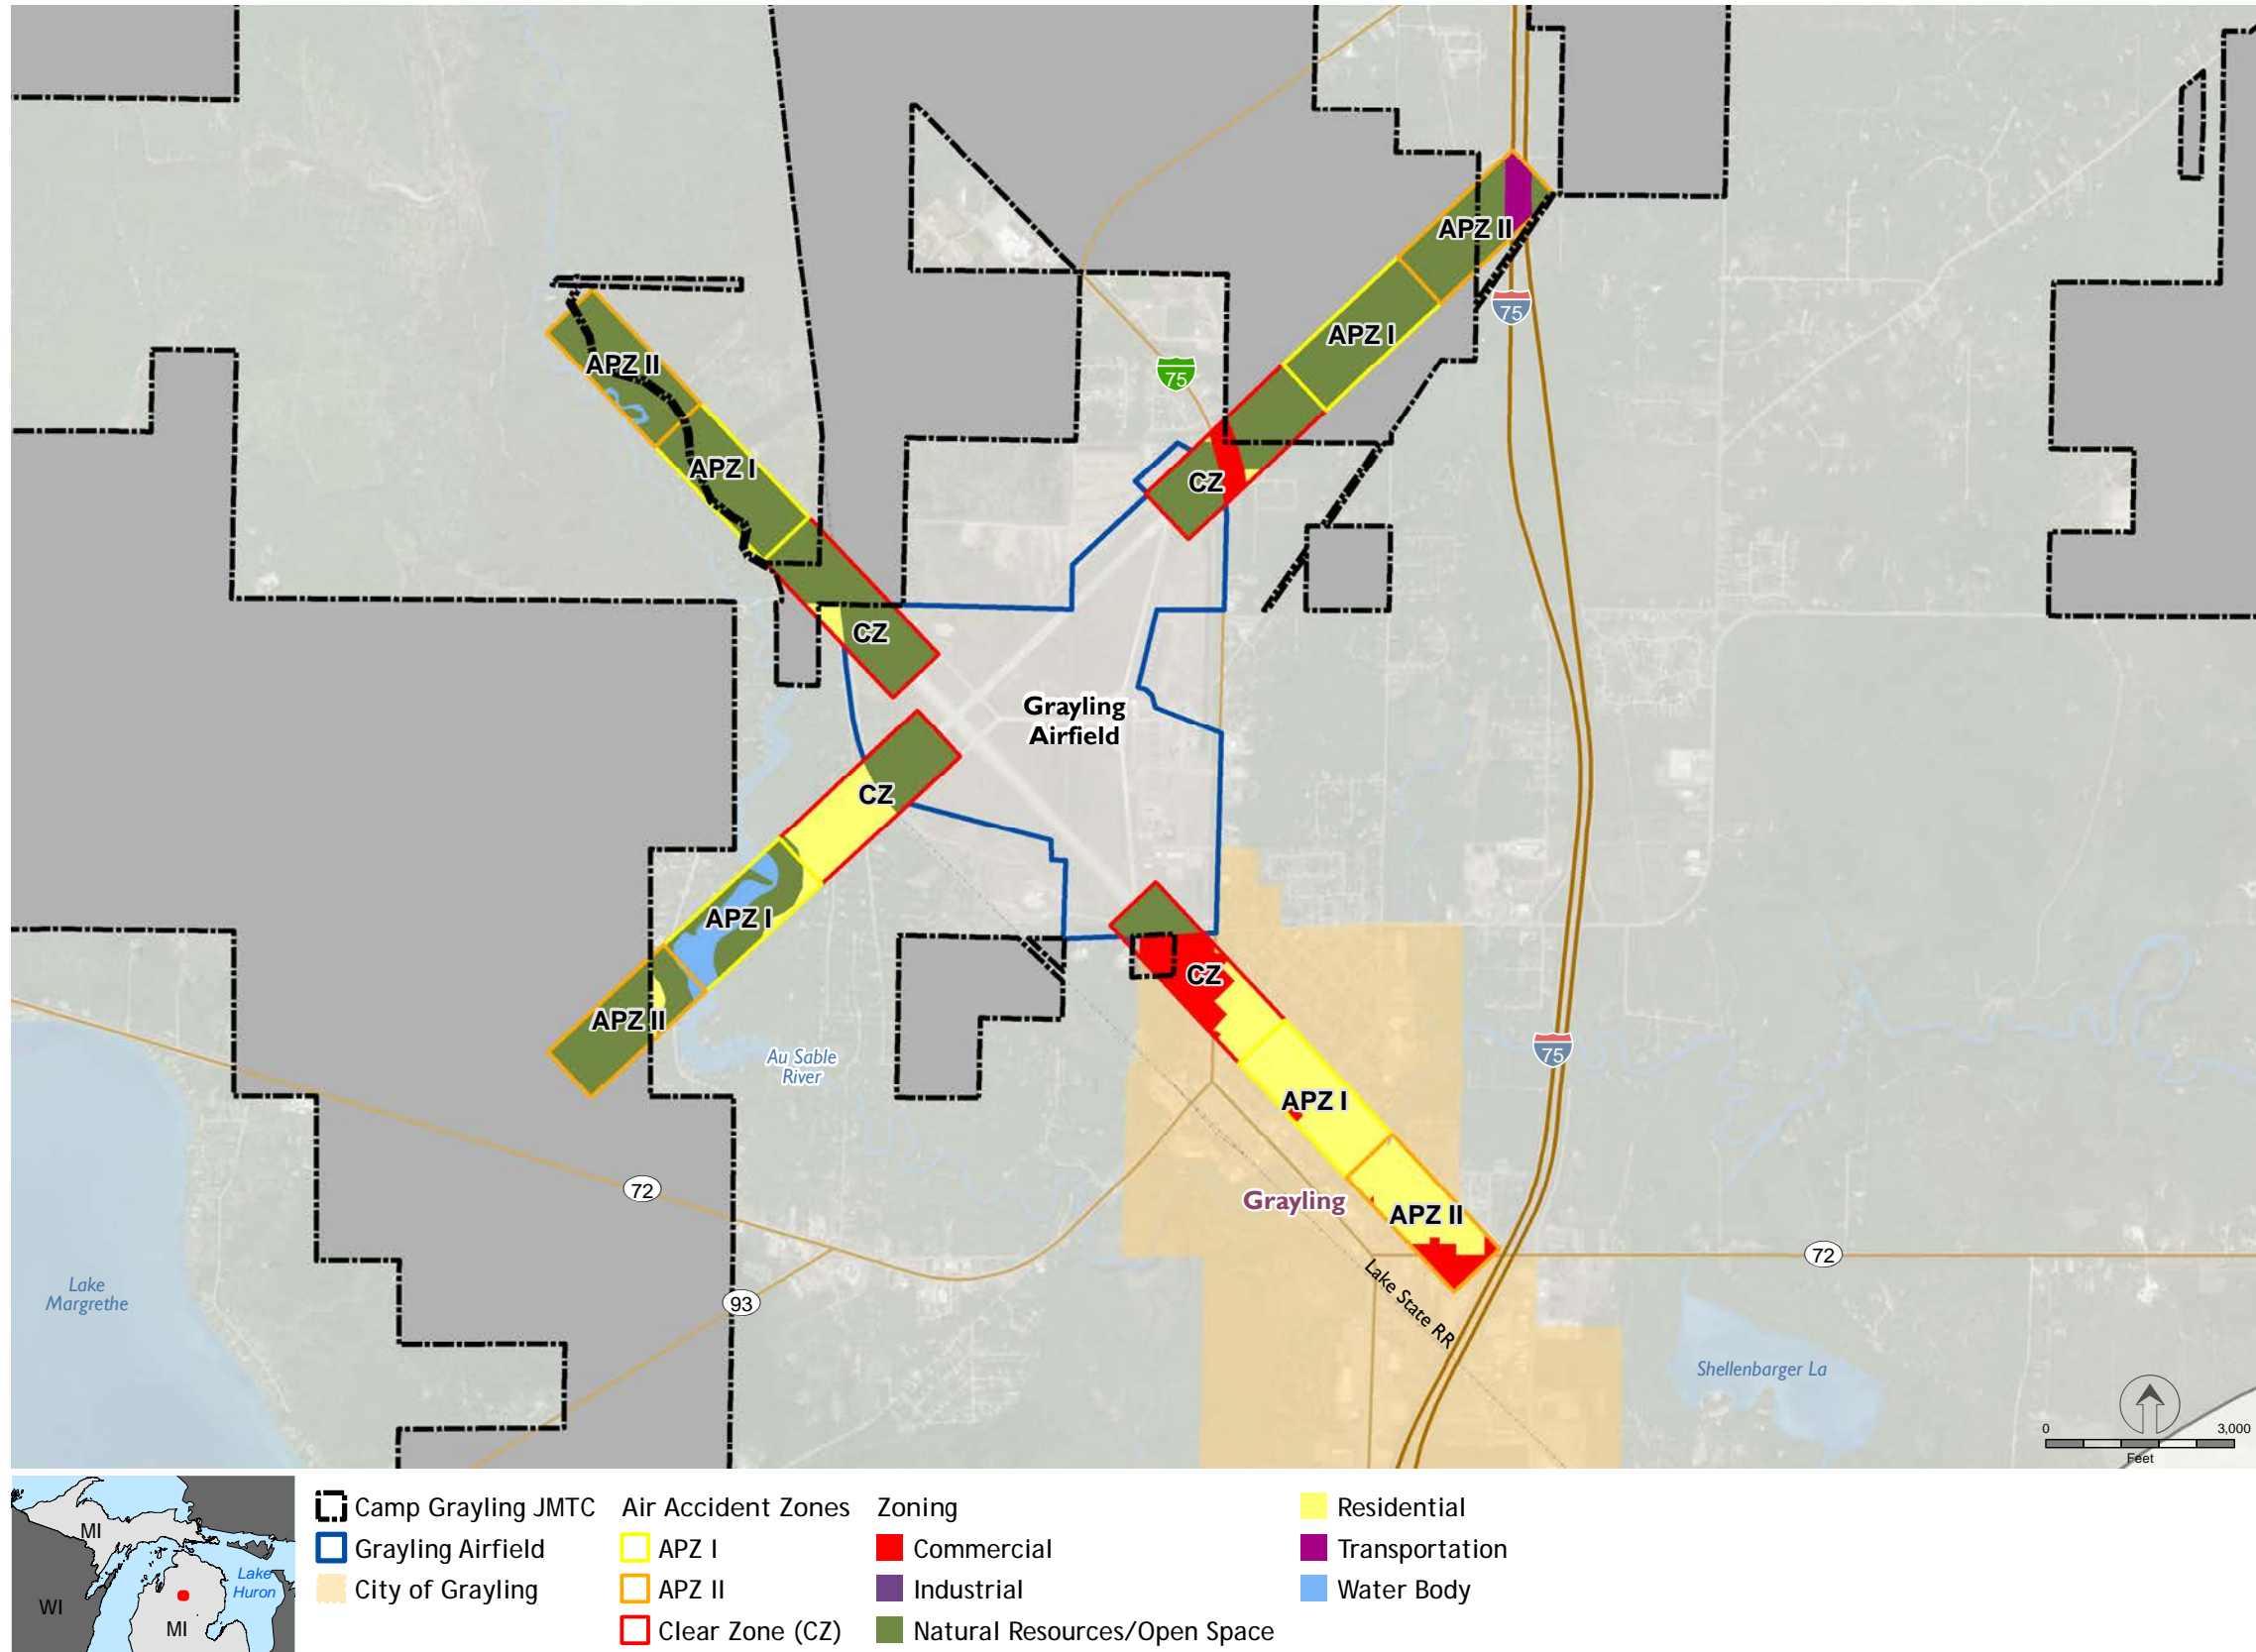 APZ II
75
APZ I
APZ II
75
APZ I
CZ
CZ
Grayling
Airfield
CZ
APZ I
CZ
APZ II
75
Au Sable
River
APZ I
72
Grayling
APZ II
72
Lake State RR
Lake
Margrethe
93
Shellenbarger La
0
3,000
Feet
MI
Lake
Huron
WI
MI
Camp Grayling JMTC
Grayling Airfield
City of Grayling
Air Accident Zones
APZ I
APZ II
Clear Zone (CZ)
Zoning
Commercial
Industrial
Natural Resources/Open Space
Residential
Transportation
Water Body